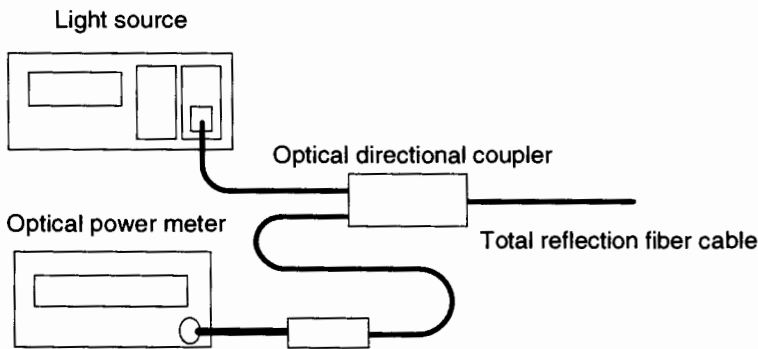 Light source
Optical directional coupler
Optical power meter
Total reflection fiber cable